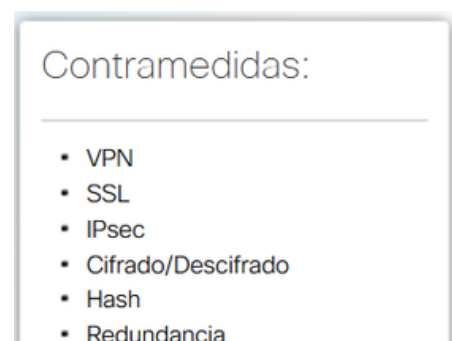 Contramedidas:
• VPN
• SSL
• IPsec
• Cifrado/Descifrado
• Hash
• Redundancia